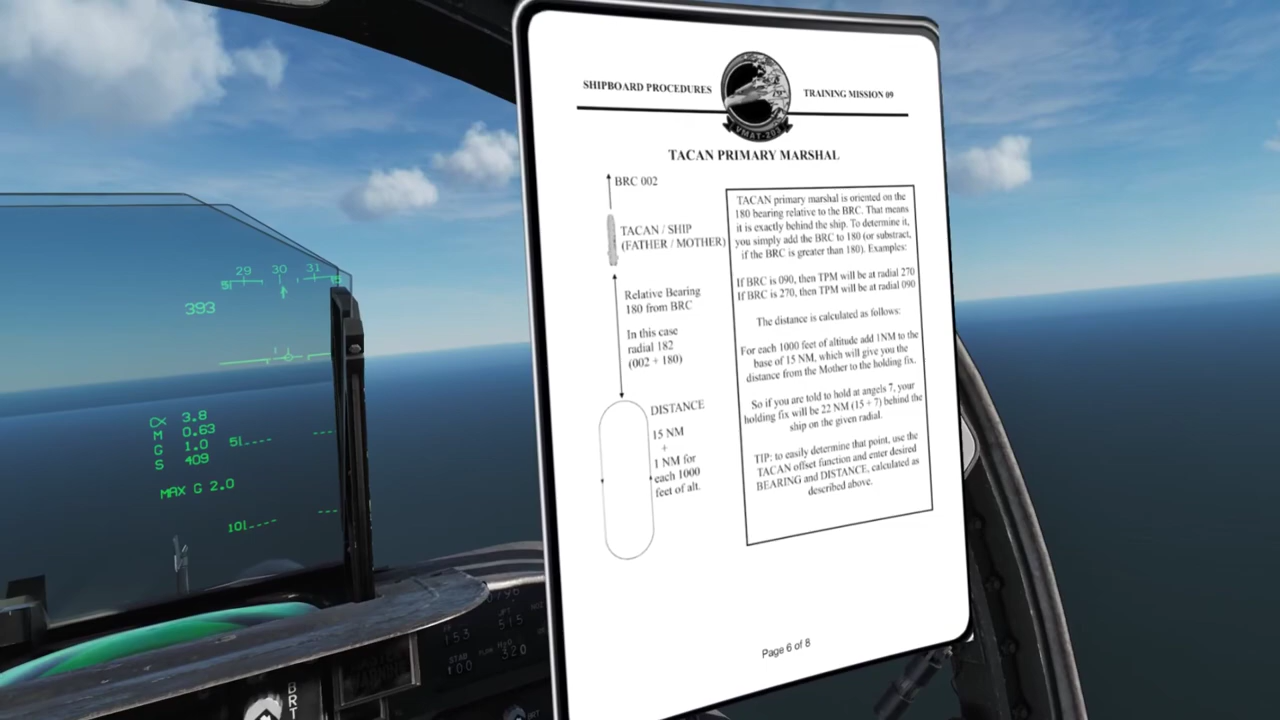 SHIPBOARD PROCEDURES
TRAINING MISSION 09
VMAT-203
TACAN PRIMARY MARSHAL
BRC 002
TACAN / SHIP
(FATHER / MOTHER)
Relative Bearing
180 from BRC
In this case
radial 182
(002 + 180)
DISTANCE
15 NM
+
1 NM for
each 1000
feet of alt.
TACAN primary marshal is oriented on the
180 bearing relative to the BRC. That means
it is exactly behind the ship. To determine it,
you simply add the BRC to 180 (or substract,
if the BRC is greater than 180). Examples:
If BRC is 090, then TPM will be at radial 270
If BRC is 270, then TPM will be at radial 090
The distance is calculated as follows:
For each 1000 feet of altitude add 1NM to the
base of 15 NM, which will give you the
distance from the Mother to the holding fix.
So if you are told to hold at angels 7, your
holding fix will be 22 NM (15 + 7) behind the
ship on the given radial.
TIP: to easily determine that point, use the
TACAN offset function and enter desired
BEARING and DISTANCE, calculated as
described above.
Page 6 of 8
29 30 31
5
393
α 3.8
M 0.63
G 1.0
S 409
MAX G 2.0
5
10
153
515
STAB
100
320
BRT